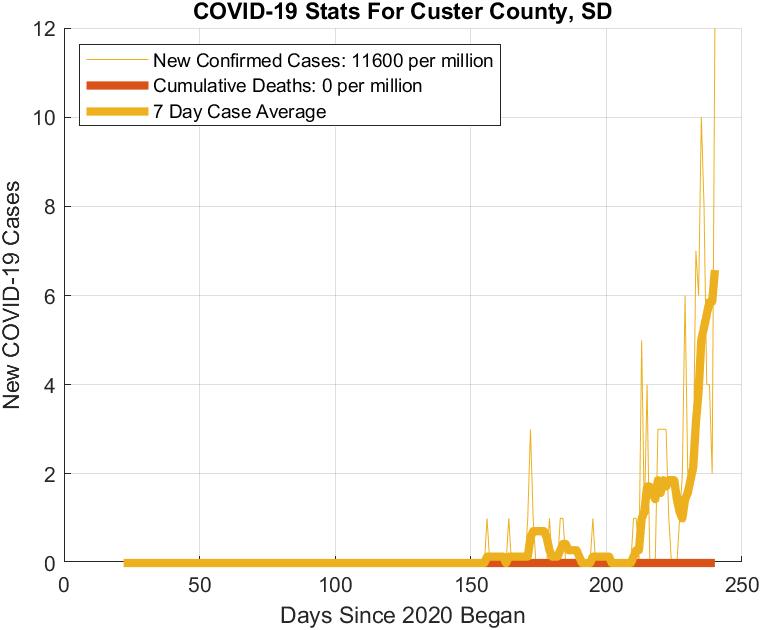 COVID-19 Stats For Custer County, SD
12
New Confirmed Cases: 11600 per million
Cumulative Deaths: 0 per million
7 Day Case Average
10
8
6
4
2
0
New COVID-19 Cases
0 50 100 150 200 250
Days Since 2020 Began